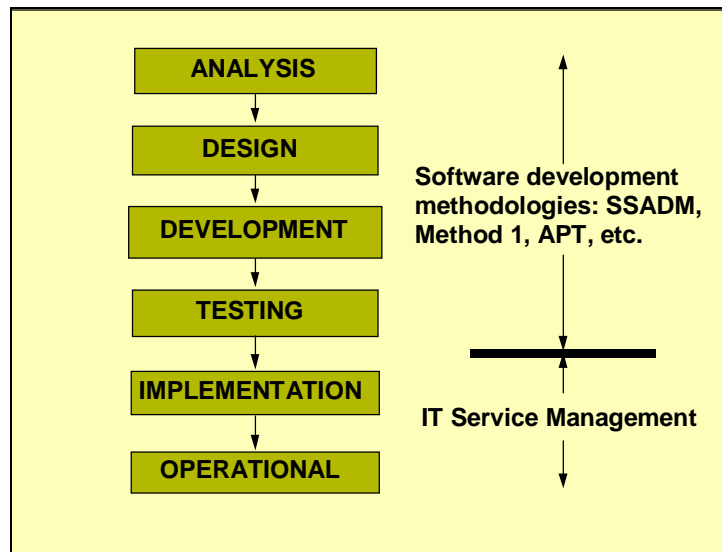 ANALYSIS
DESIGN
DEVELOPMENT
TESTING
IMPLEMENTATION
OPERATIONAL
Software development
methodologies: SSADM,
Method 1, APT, etc.
IT Service Management